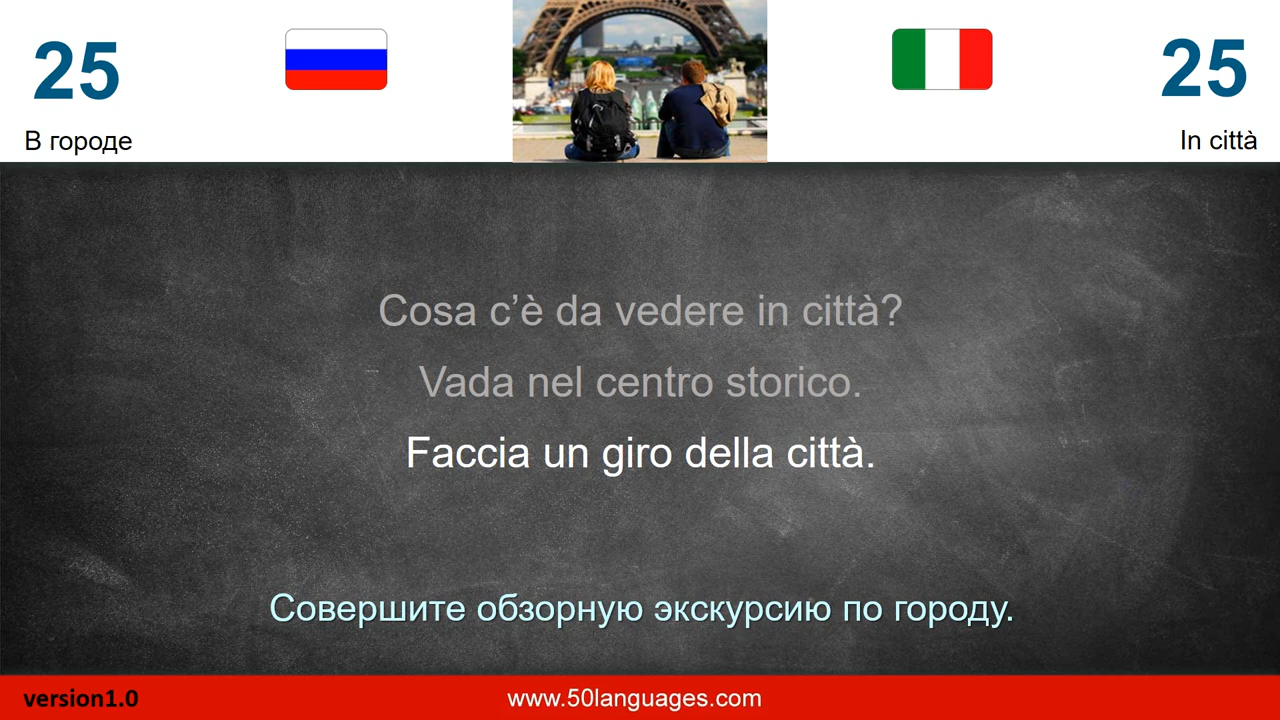 25
25
В городе
In città
Cosa c’è da vedere in città?
Vada nel centro storico.
Faccia un giro della città.
Совершите обзорную экскурсию по городу.
version1.0
www.50languages.com